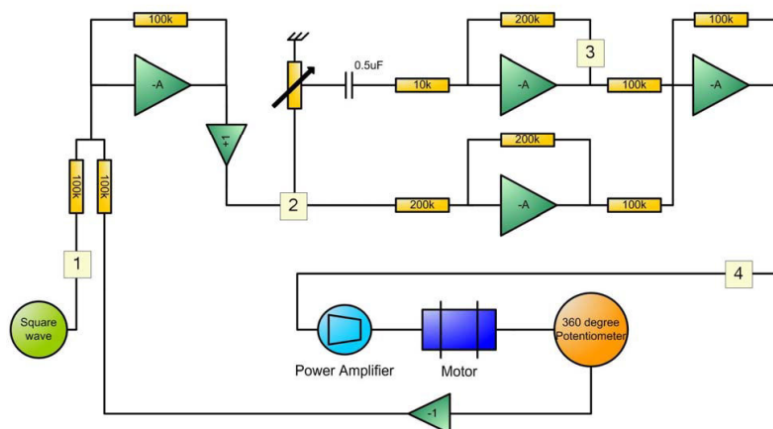 100k
200k
100k
3
0.5uF
-A
10k
-A
100k
-A
+1
200k
100k
100k
2
200k
-A
100k
1
4
Square
wave
360 degree
Potentiometer
Power Amplifier
Motor
-1